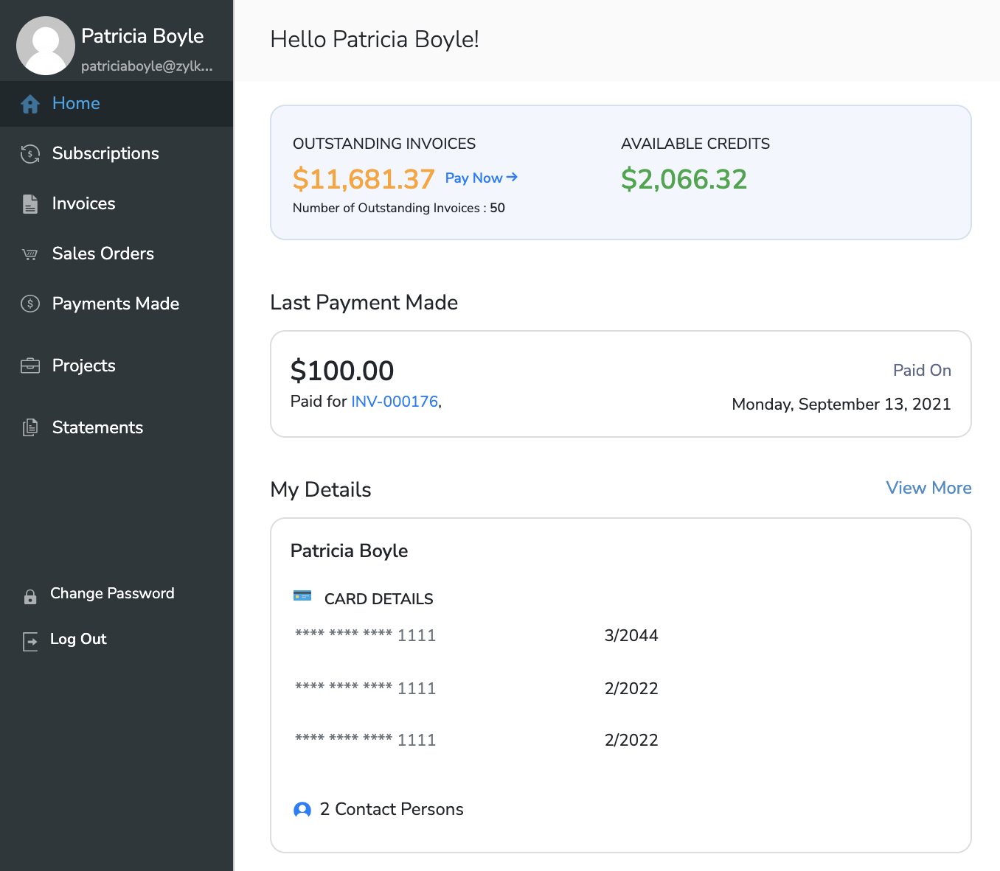 Patricia Boyle
patriciaboyle@zylk...
Home
Subscriptions
Invoices
Sales Orders
Payments Made
Projects
Statements
Change Password
Log Out
Hello Patricia Boyle!
OUTSTANDING INVOICES
$11,681.37 Pay Now→
Number of Outstanding Invoices : 50
AVAILABLE CREDITS
$2,066.32
Last Payment Made
$100.00
Paid for INV-000176,
Paid On
Monday, September 13, 2021
My Details
View More
Patricia Boyle
CARD DETAILS
**** **** **** 1111 3/2044
**** **** **** 1111 2/2022
**** **** **** 1111 2/2022
2 Contact Persons